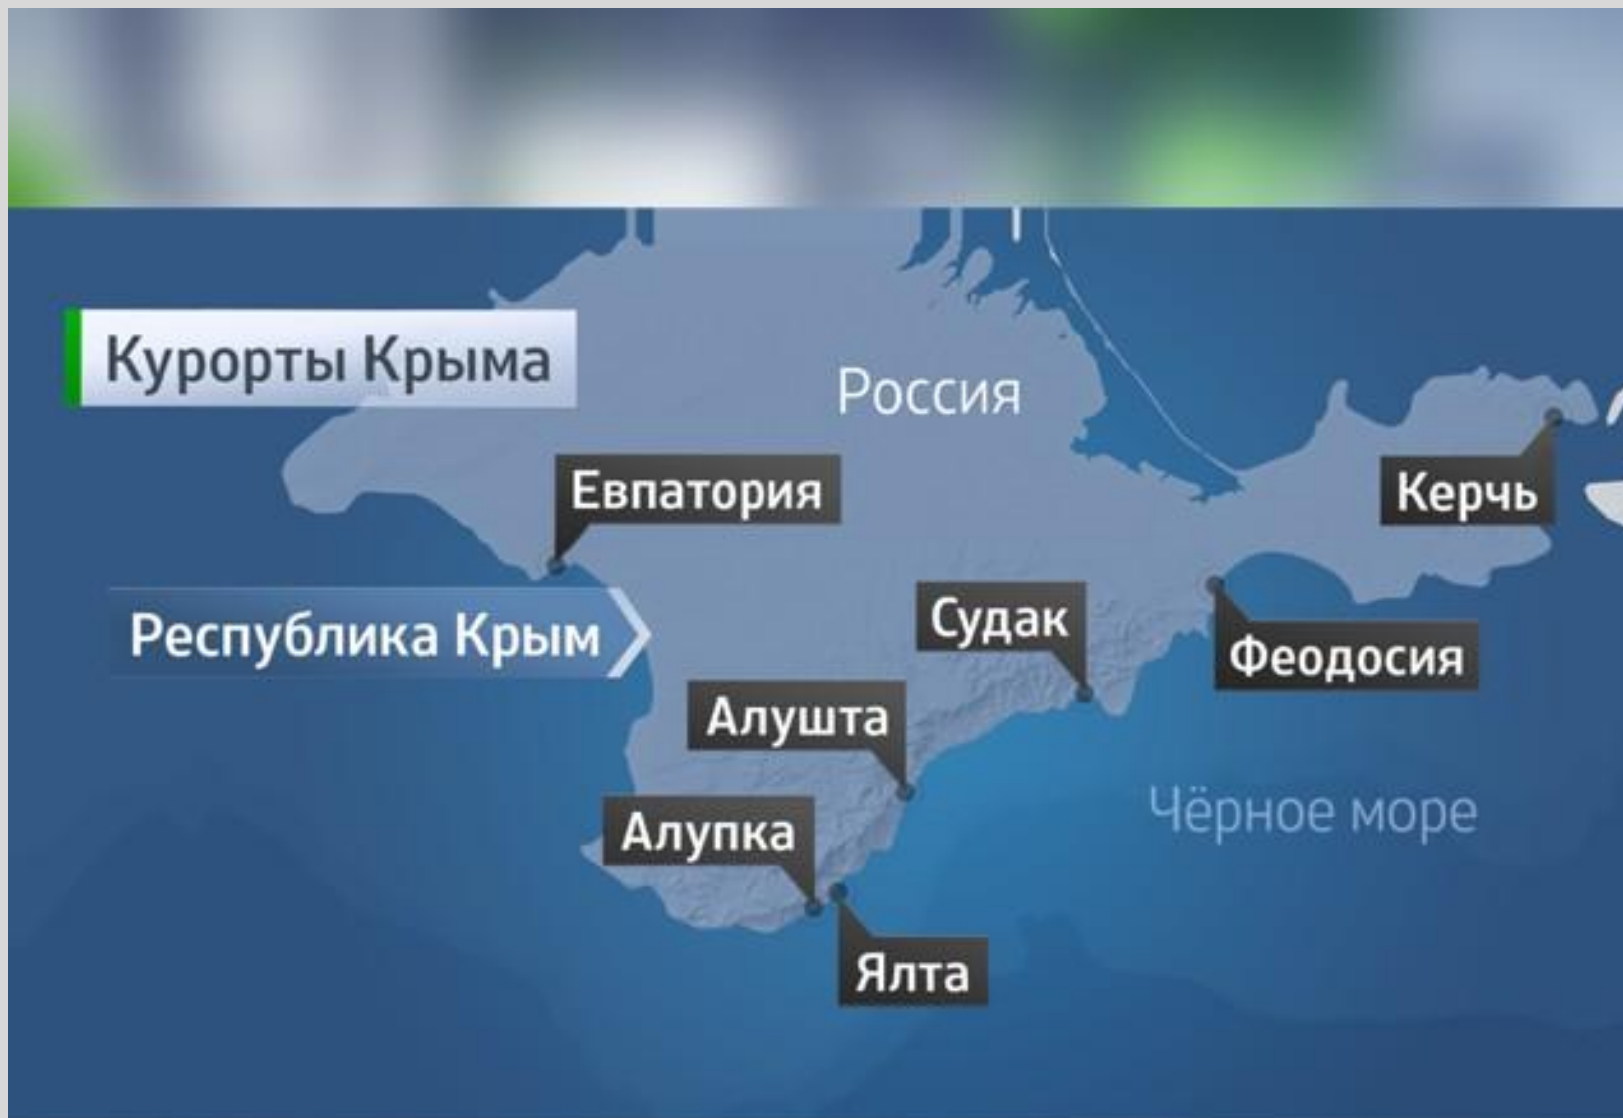 Курорты Крыма
Россия
Евпатория
Керчь
Республика Крым
Судак
Феодосия
Алушта
Чёрное море
Алупка
Ялта